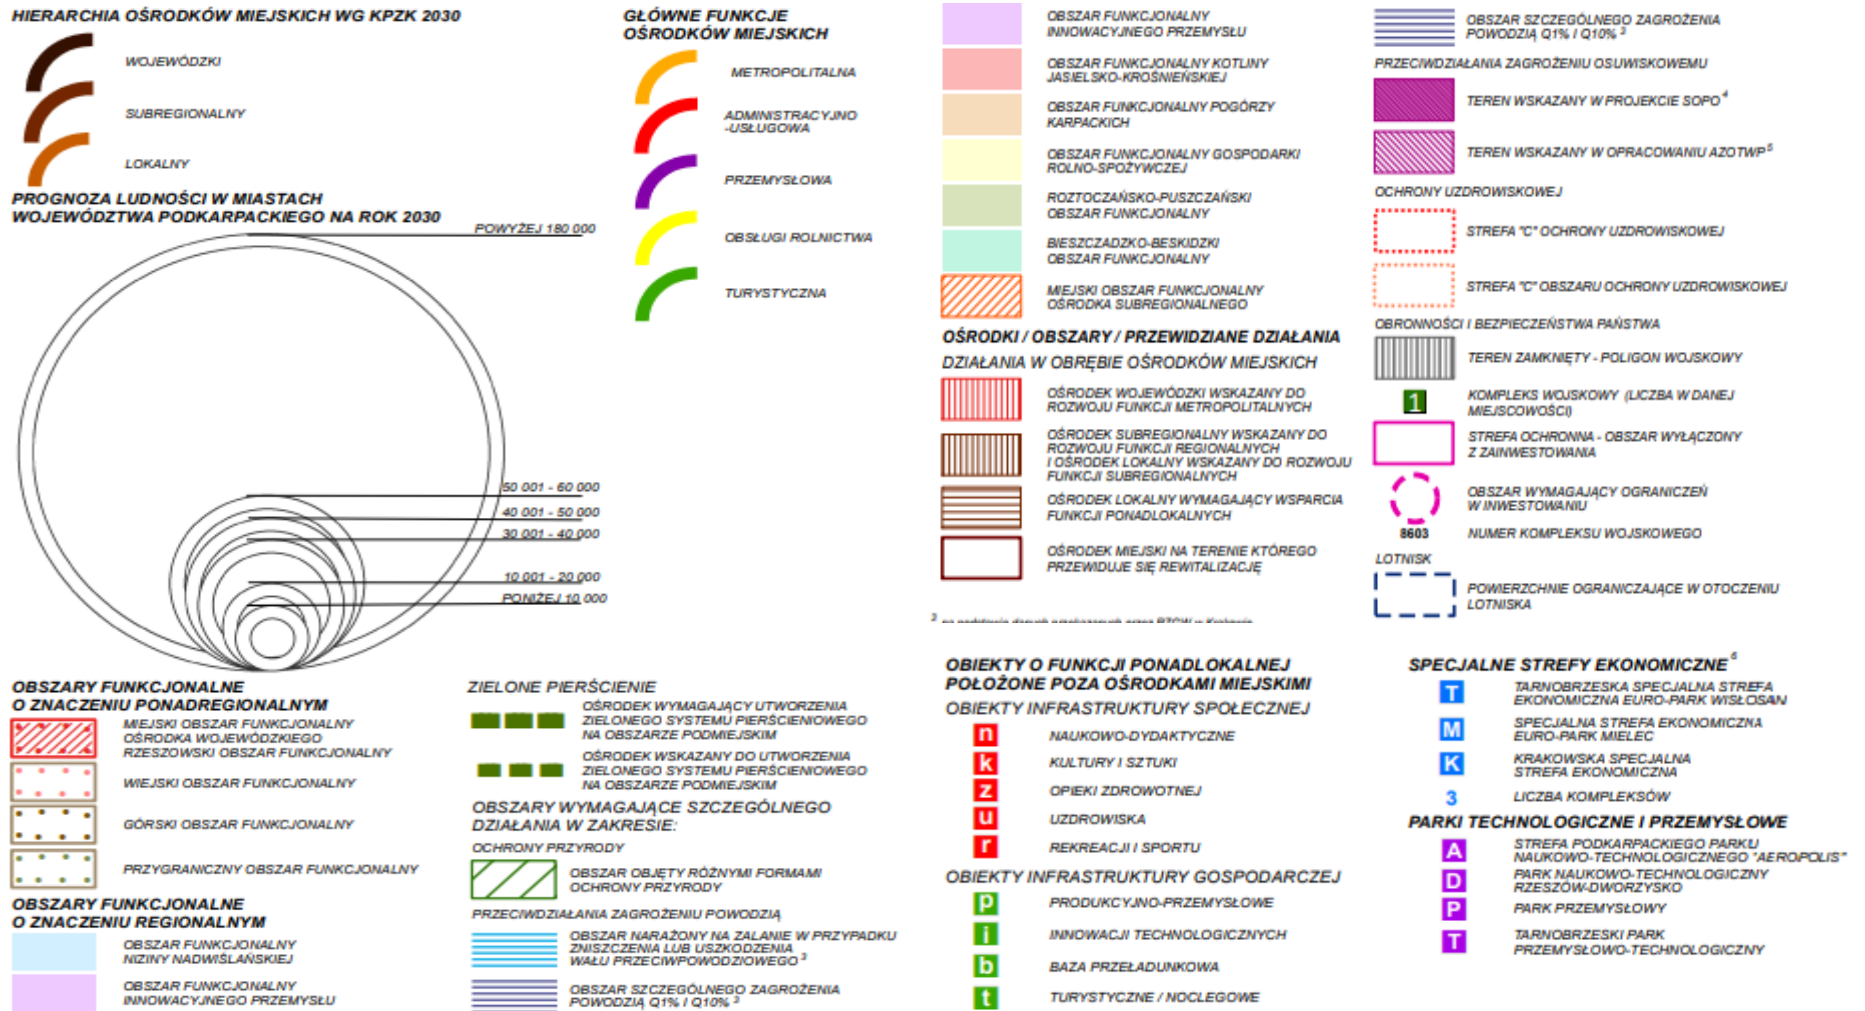 HIERARCHIA OŚRODKÓW MIEJSKICH WG KPZK 2030
WOJEWÓDZKI
SUBREGIONALNY
LOKALNY
PROGNOZA LUDNOŚCI W MIASTACH
WOJEWÓDZTWA PODKARPACKIEGO NA ROK 2030
POWYŻEJ 180 000
50 001 - 60 000
40 001 - 50 000
30 001 - 40 000
10 001 - 20 000
PONIŻEJ 10 000
GŁÓWNE FUNKCJE
OŚRODKÓW MIEJSKICH
METROPOLITALNA
ADMINISTRACYJNO
-USŁUGOWA
PRZEMYSŁOWA
OBSŁUGI ROLNICTWA
TURYSTYCZNA
OBSZAR FUNKCJONALNY
INNOWACYJNEGO PRZEMYSŁU
OBSZAR FUNKCJONALNY KOTLINY
JASIELSKO-KROŚNIEŃSKIEJ
OBSZAR FUNKCJONALNY POGÓRZY
KARPACKICH
OBSZAR FUNKCJONALNY GOSPODARKI
ROLNO-SPOŻYWCZEJ
ROZTOCZAŃSKO-PUSZCZAŃSKI
OBSZAR FUNKCJONALNY
BIESZCZADZKO-BESKIDZKI
OBSZAR FUNKCJONALNY
MIEJSKI OBSZAR FUNKCJONALNY
OŚRODKA SUBREGIONALNEGO
OŚRODKI / OBSZARY / PRZEWIDZIANE DZIAŁANIA
DZIAŁANIA W OBRĘBIE OŚRODKÓW MIEJSKICH
OŚRODEK WOJEWÓDZKI WSKAZANY DO
ROZWOJU FUNKCJI METROPOLITALNYCH
OŚRODEK SUBREGIONALNY WSKAZANY DO
ROZWOJU FUNKCJI REGIONALNYCH
I OŚRODEK LOKALNY WSKAZANY DO ROZWOJU
FUNKCJI SUBREGIONALNYCH
OŚRODEK LOKALNY WYMAGAJĄCY WSPARCIA
FUNKCJI PONADLOKALNYCH
OŚRODEK MIEJSKI NA TERENIE KTÓREGO
PRZEWIDUJE SIĘ REWITALIZACJĘ
3
OBSZAR SZCZEGÓLNEGO ZAGROŻENIA
POWODZIĄ Q1% I Q10% 3
PRZECIWDZIAŁANIA ZAGROŻENIU OSUWISKOWEMU
TEREN WSKAZANY W PROJEKCIE SOPO 4
TEREN WSKAZANY W OPRACOWANIU AZOTWP 5
OCHRONY UZDROWISKOWEJ
STREFA "C" OCHRONY UZDROWISKOWEJ
STREFA "C" OBSZARU OCHRONY UZDROWISKOWEJ
OBRONNOŚCI I BEZPIECZEŃSTWA PAŃSTWA
TEREN ZAMKNIĘTY - POLIGON WOJSKOWY
1 KOMPLEKS WOJSKOWY (LICZBA W DANEJ
MIEJSCOWOŚCI)
STREFA OCHRONNA - OBSZAR WYŁĄCZONY
Z ZAINWESTOWANIA
OBSZAR WYMAGAJĄCY OGRANICZEŃ
W INWESTOWANIU
8603 NUMER KOMPLEKSU WOJSKOWEGO
LOTNISK
POWIERZCHNIE OGRANICZAJĄCE W OTOCZENIU
LOTNISKA
OBSZARY FUNKCJONALNE
O ZNACZENIU PONADREGIONALNYM
MIEJSKI OBSZAR FUNKCJONALNY
OŚRODKA WOJEWÓDZKIEGO
RZESZOWSKI OBSZAR FUNKCJONALNY
WIEJSKI OBSZAR FUNKCJONALNY
GÓRSKI OBSZAR FUNKCJONALNY
PRZYGRANICZNY OBSZAR FUNKCJONALNY
OBSZARY FUNKCJONALNE
O ZNACZENIU REGIONALNYM
OBSZAR FUNKCJONALNY
NIZINY NADWIŚLAŃSKIEJ
OBSZAR FUNKCJONALNY
INNOWACYJNEGO PRZEMYSŁU
ZIELONE PIERŚCIENIE
OŚRODEK WYMAGAJĄCY UTWORZENIA
ZIELONEGO SYSTEMU PIERŚCIENIOWEGO
NA OBSZARZE PODMIEJSKIM
OŚRODEK WSKAZANY DO UTWORZENIA
ZIELONEGO SYSTEMU PIERŚCIENIOWEGO
NA OBSZARZE PODMIEJSKIM
OBSZARY WYMAGAJĄCE SZCZEGÓLNEGO
DZIAŁANIA W ZAKRESIE:
OCHRONY PRZYRODY
OBSZAR OBJĘTY RÓŻNYMI FORMAMI
OCHRONY PRZYRODY
PRZECIWDZIAŁANIA ZAGROŻENIU POWODZIĄ
OBSZAR NARAŻONY NA ZALANIE W PRZYPADKU
ZNISZCZENIA LUB USZKODZENIA
WAŁU PRZECIWPOWODZIOWEGO 3
OBSZAR SZCZEGÓLNEGO ZAGROŻENIA
POWODZIĄ Q1% I Q10% 3
OBIEKTY O FUNKCJI PONADLOKALNEJ
POŁOŻONE POZA OŚRODKAMI MIEJSKIMI
OBIEKTY INFRASTRUKTURY SPOŁECZNEJ
n NAUKOWO-DYDAKTYCZNE
k KULTURY I SZTUKI
z OPIEKI ZDROWOTNEJ
u UZDROWISKA
r REKREACJI I SPORTU
OBIEKTY INFRASTRUKTURY GOSPODARCZEJ
p PRODUKCYJNO-PRZEMYSŁOWE
i INNOWACJI TECHNOLOGICZNYCH
b BAZA PRZEŁADUNKOWA
t TURYSTYCZNE / NOCLEGOWE
SPECJALNE STREFY EKONOMICZNE 6
T TARNOBRZESKA SPECJALNA STREFA
EKONOMICZNA EURO-PARK WISŁOSAN
M SPECJALNA STREFA EKONOMICZNA
EURO-PARK MIELEC
K KRAKOWSKA SPECJALNA
STREFA EKONOMICZNA
3 LICZBA KOMPLEKSÓW
PARKI TECHNOLOGICZNE I PRZEMYSŁOWE
A STREFA PODKARPACKIEGO PARKU
NAUKOWO-TECHNOLOGICZNEGO "AEROPOLIS"
D PARK NAUKOWO-TECHNOLOGICZNY
RZESZÓW-DWORZYSKO
P PARK PRZEMYSŁOWY
T TARNOBRZESKI PARK
PRZEMYSŁOWO-TECHNOLOGICZNY